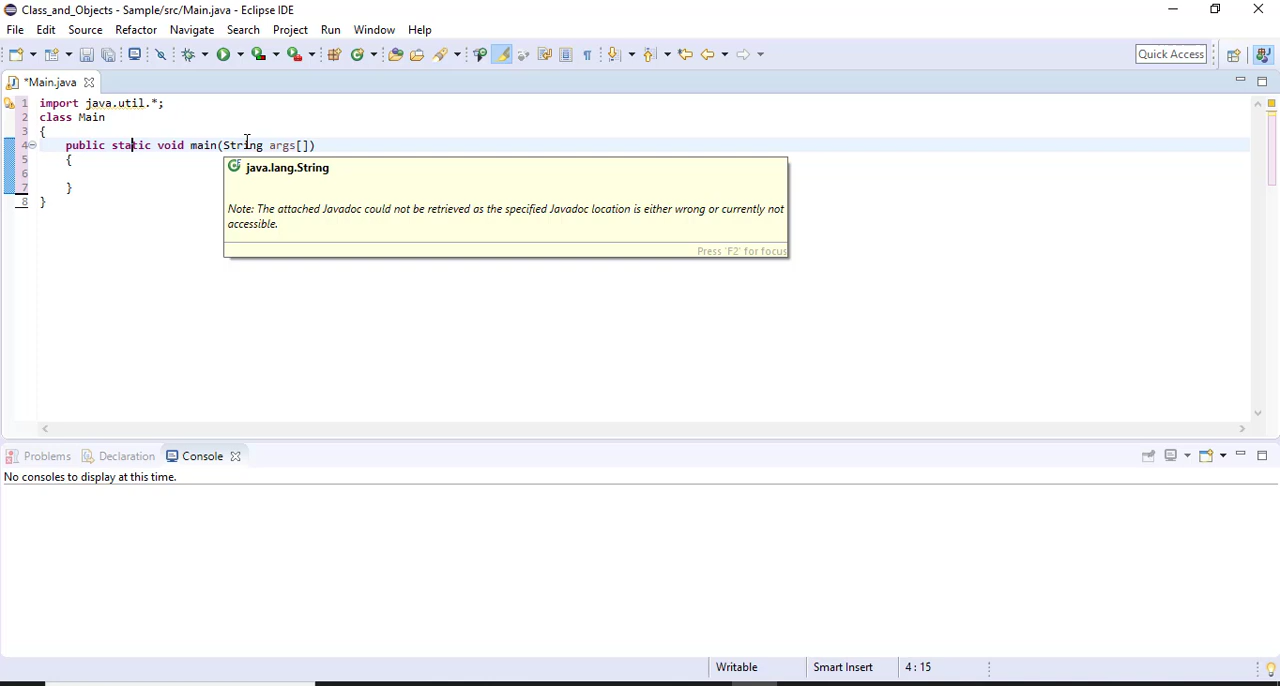 Class_and_Objects - Sample/src/Main.java - Eclipse IDE
File Edit Source Refactor Navigate Search Project Run Window Help
Quick Access
*Main.java
1 import java.util.*;
2 class Main
3 {
4 public static void main(String args[])
5 {
6
7 }
8 }
java.lang.String
Note: The attached Javadoc could not be retrieved as the specified Javadoc location is either wrong or currently not
accessible.
Press 'F2' for focus
Problems Declaration Console
No consoles to display at this time.
Writable Smart Insert 4 : 15